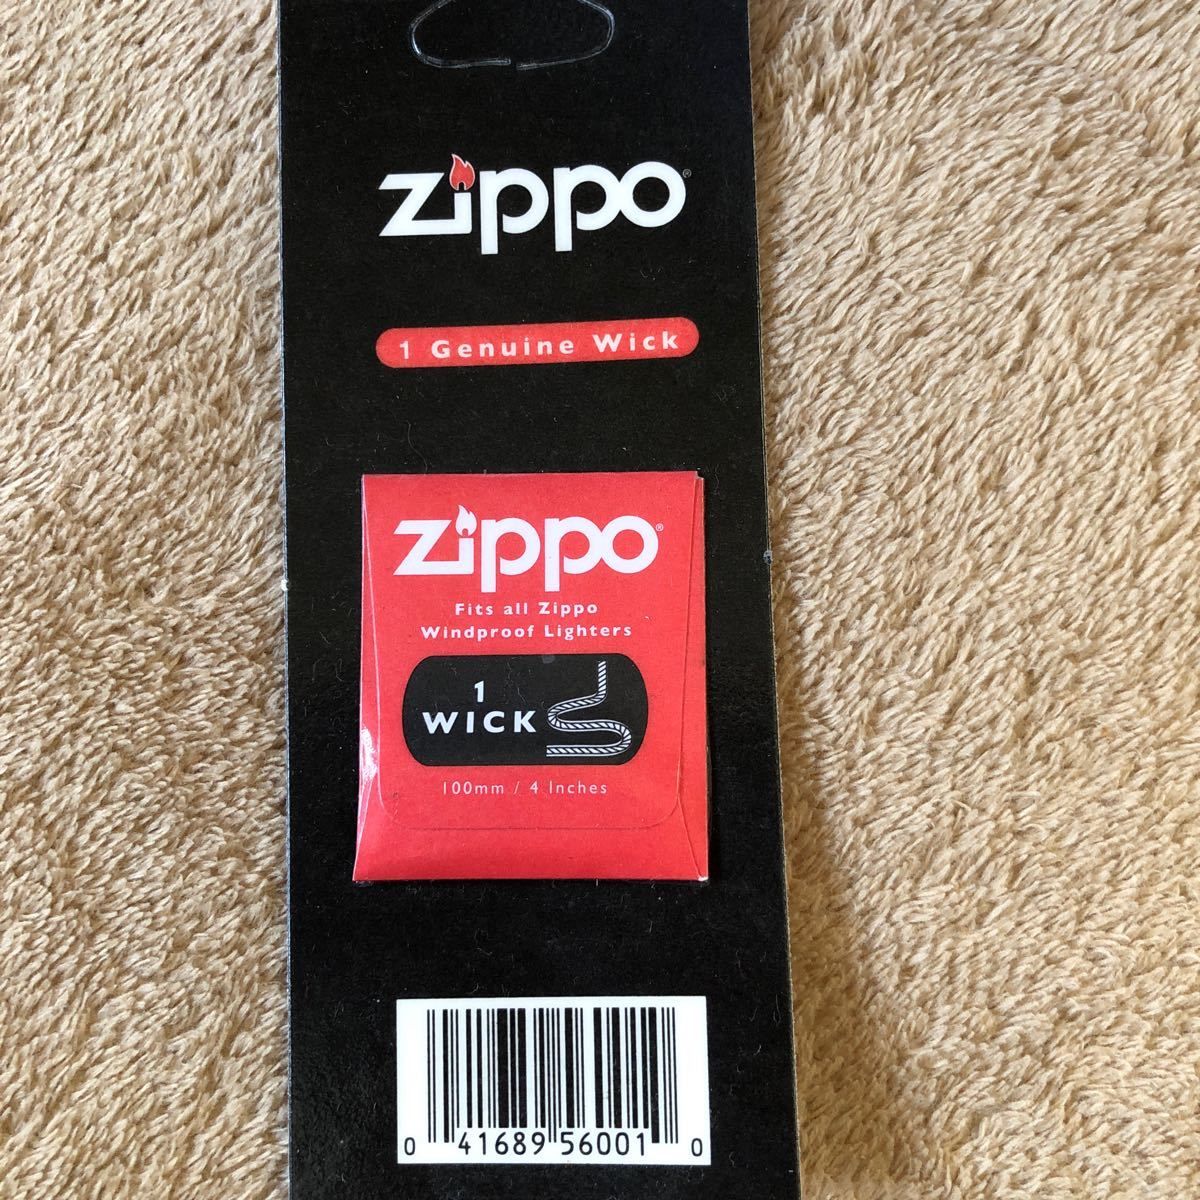 zippo®
1 Genuine Wick
zippo®
Fits all Zippo
Windproof Lighters
1
WICK
100mm / 4 Inches
0 41689 56001 0